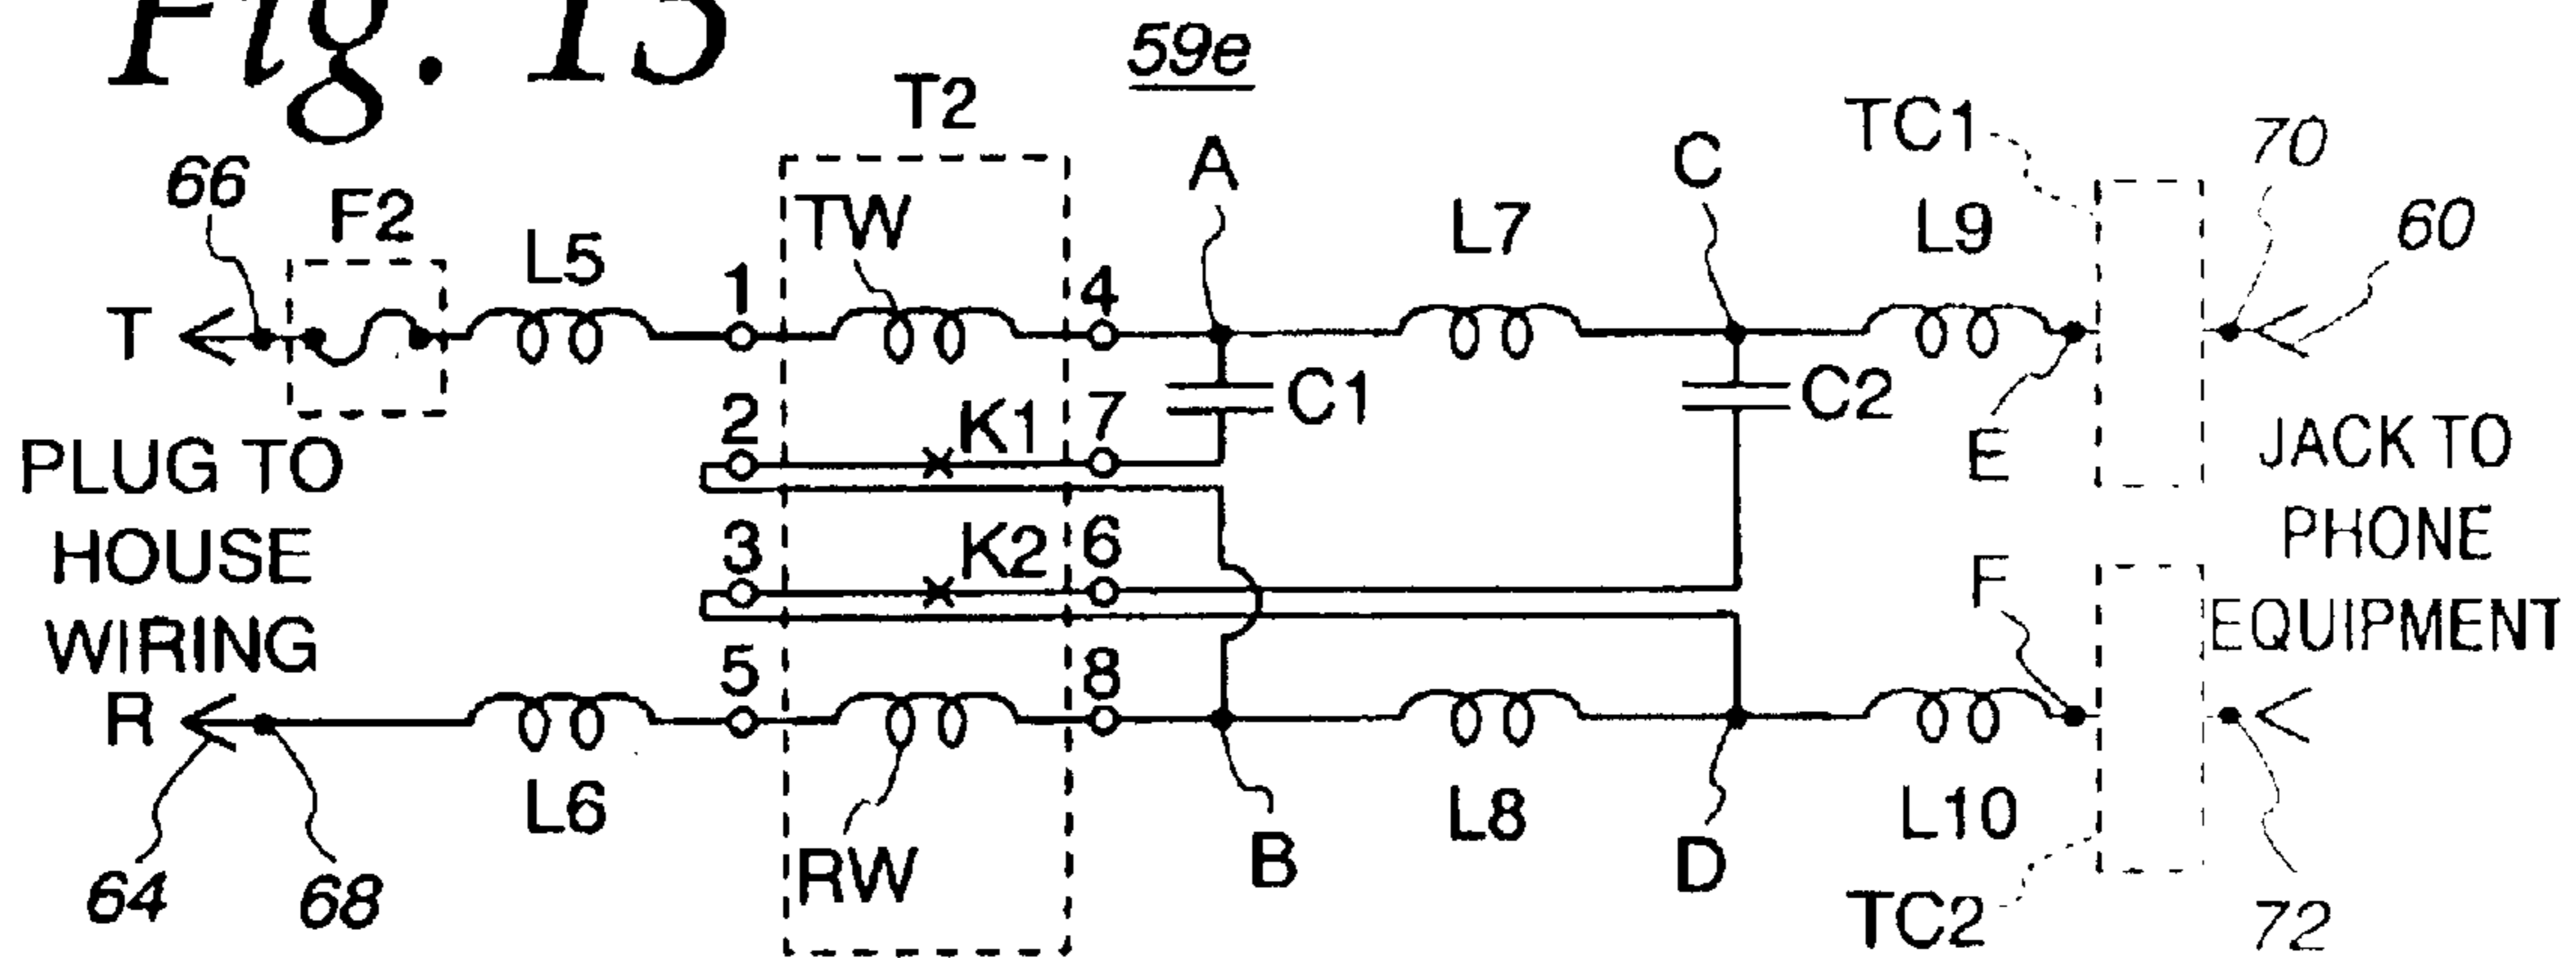 Fig. 13
59e
T2
A
C
TC1
70
66
F2
TW
L5
L7
L9
60
1
4
T
C1
C2
2
K1
7
E
PLUG TO
HOUSE
WIRING
JACK TO
PHONE
EQUIPMENT
3
K2
6
F
5
8
R
L6
L8
L10
B
D
RW
64
68
TC2
72